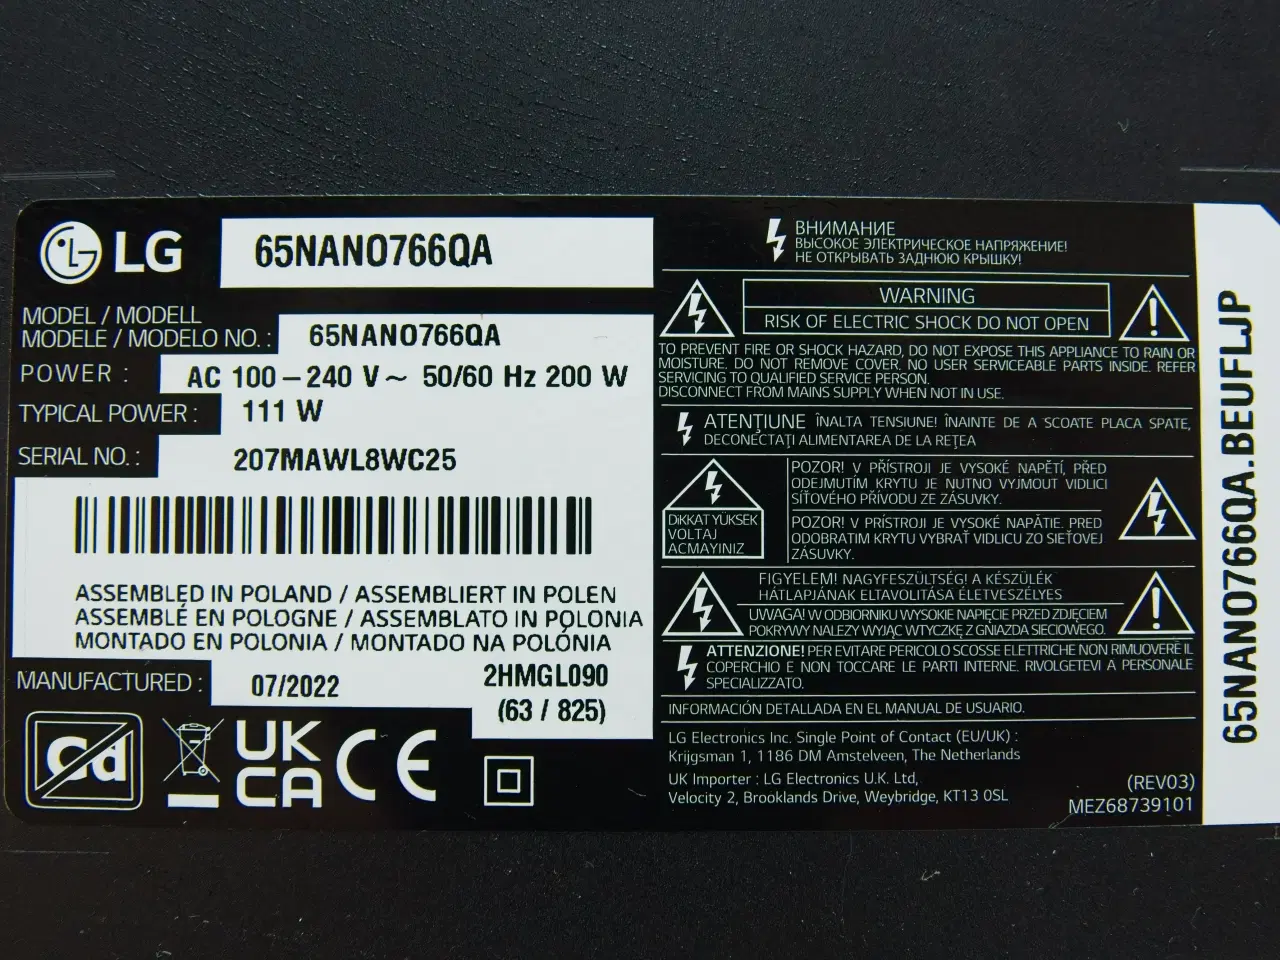 LG 65NANO766QA
MODEL / MODELL
MODELE / MODELO NO. : 65NANO766QA
POWER : AC 100–240 V~ 50/60 Hz 200 W
TYPICAL POWER : 111 W
SERIAL NO. : 207MAWL8WC25
ASSEMBLED IN POLAND / ASSEMBLIERT IN POLEN
ASSEMBLÉ EN POLOGNE / ASSEMBLATO IN POLONIA
MONTADO EN POLONIA / MONTADO NA POLÓNIA
MANUFACTURED : 07/2022
2HMGL090
(63 / 825)
Cd
UK
CA
CE
ВНИМАНИЕ
ВЫСОКОЕ ЭЛЕКТРИЧЕСКОЕ НАПРЯЖЕНИЕ!
НЕ ОТКРЫВАТЬ ЗАДНЮЮ КРЫШКУ!
WARNING
RISK OF ELECTRIC SHOCK DO NOT OPEN
TO PREVENT FIRE OR SHOCK HAZARD, DO NOT EXPOSE THIS APPLIANCE TO RAIN OR
MOISTURE. DO NOT REMOVE COVER. NO USER SERVICEABLE PARTS INSIDE. REFER
SERVICING TO QUALIFIED SERVICE PERSON.
DISCONNECT FROM MAINS SUPPLY WHEN NOT IN USE.
ATENȚIUNE ÎNALTA TENSIUNE! ÎNAINTE DE A SCOATE PLACA SPATE,
DECONECTAȚI ALIMENTAREA DE LA REȚEA
DiKKAT YÜKSEK
VOLTAJ
AÇMAYINIZ
POZOR! V PŘÍSTROJI JE VYSOKÉ NAPĚTÍ, PŘED
ODEJMUTÍM KRYTU JE NUTNO VYJMOUT VIDLICI
SÍŤOVÉHO PŘÍVODU ZE ZÁSUVKY.
POZOR! V PRÍSTROJI JE VYSOKÉ NAPÄTIE. PRED
ODOBRATIM KRYTU VYBRAŤ VIDLICU ZO SIEŤOVEJ
ZÁSUVKY.
FIGYELEM! NAGYFESZÜLTSÉG! A KÉSZÜLÉK
HÁTLAPJÁNAK ELTAVOLITÁSA ÉLETVESZÉLYES
UWAGA! W ODBIORNIKU WYSOKIE NAPIĘCIE PRZED ZDJĘCIEM
POKRYWY NALEŻY WYJĄĆ WTYCZKĘ Z GNIAZDA SIECIOWEGO.
ATTENZIONE! PER EVITARE PERICOLO SCOSSE ELETTRICHE NON RIMUOVERE IL
COPERCHIO E NON TOCCARE LE PARTI INTERNE. RIVOLGETEVI A PERSONALE
SPECIALIZZATO.
INFORMACIÓN DETALLADA EN EL MANUAL DE USUARIO.
LG Electronics Inc. Single Point of Contact (EU/UK) :
Krijgsman 1, 1186 DM Amstelveen, The Netherlands
UK Importer : LG Electronics U.K. Ltd,
Velocity 2, Brooklands Drive, Weybridge, KT13 0SL
(REV03)
MEZ68739101
65NANO766QA.BEUFLJP